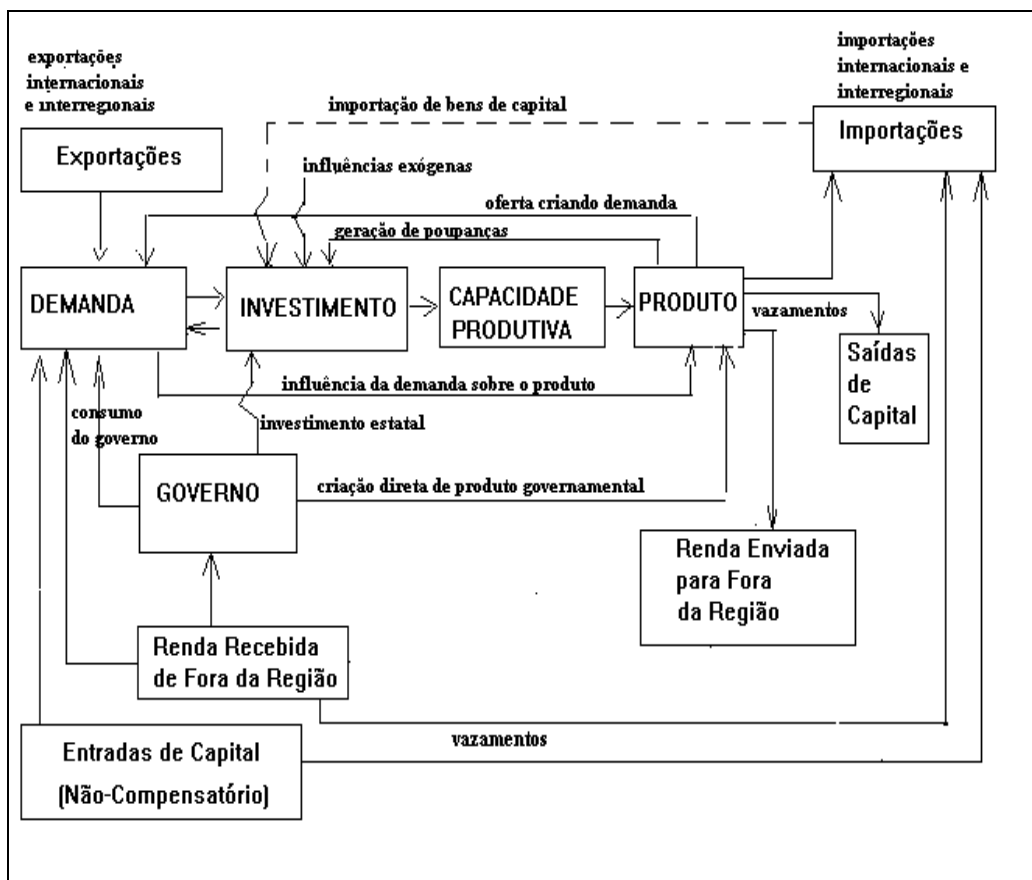 exportações
internacionais
e interregionais
importações
internacionais e
interregionais
importação de bens de capital
Exportações
Importações
influências exógenas
oferta criando demanda
geração de poupanças
DEMANDA
INVESTIMENTO
CAPACIDADE
PRODUTIVA
PRODUTO
vazamentos
Saídas
de
Capital
influência da demanda sobre o produto
consumo
do governo
investimento estatal
GOVERNO
criação direta de produto governamental
Renda Enviada
para Fora
da Região
Renda Recebida
de Fora da Região
vazamentos
Entradas de Capital
(Não-Compensatório)